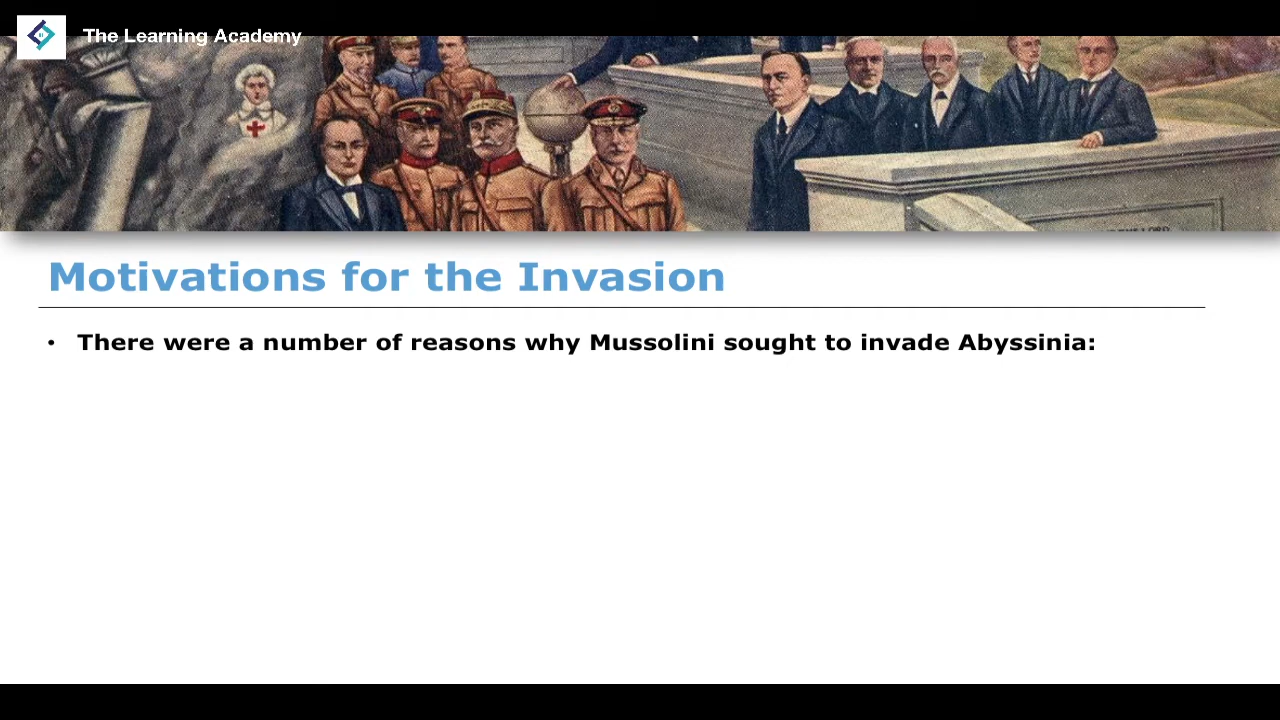 The Learning Academy
Motivations for the Invasion
• There were a number of reasons why Mussolini sought to invade Abyssinia: